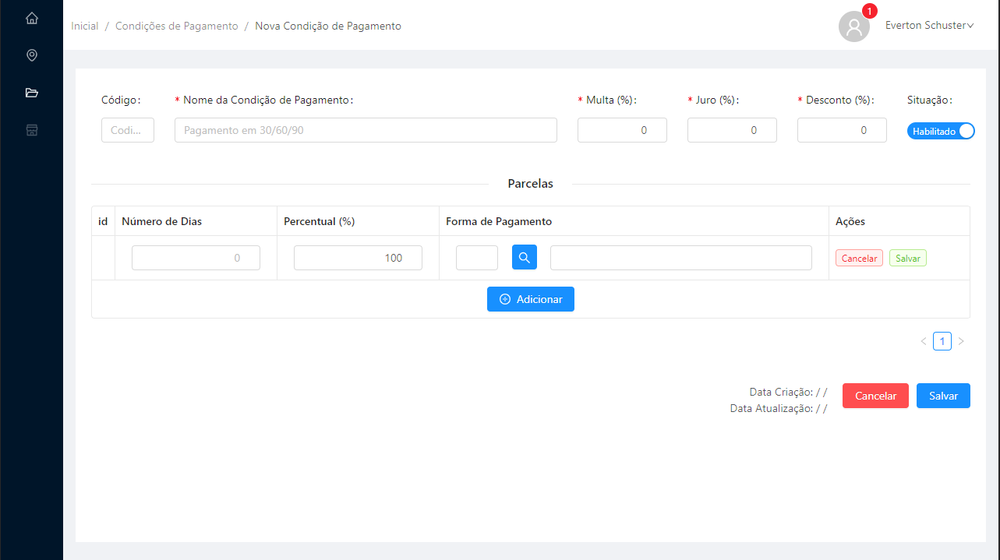 Inicial / Condições de Pagamento / Nova Condição de Pagamento
1
Everton Schuster
Código:
* Nome da Condição de Pagamento:
* Multa (%):
* Juro (%):
* Desconto (%):
Situação:
Codi...
Pagamento em 30/60/90
0
0
0
Habilitado
Parcelas
id
Número de Dias
Percentual (%)
Forma de Pagamento
Ações
0
100
Cancelar
Salvar
Adicionar
< 1 >
Data Criação: / /
Data Atualização: / /
Cancelar
Salvar